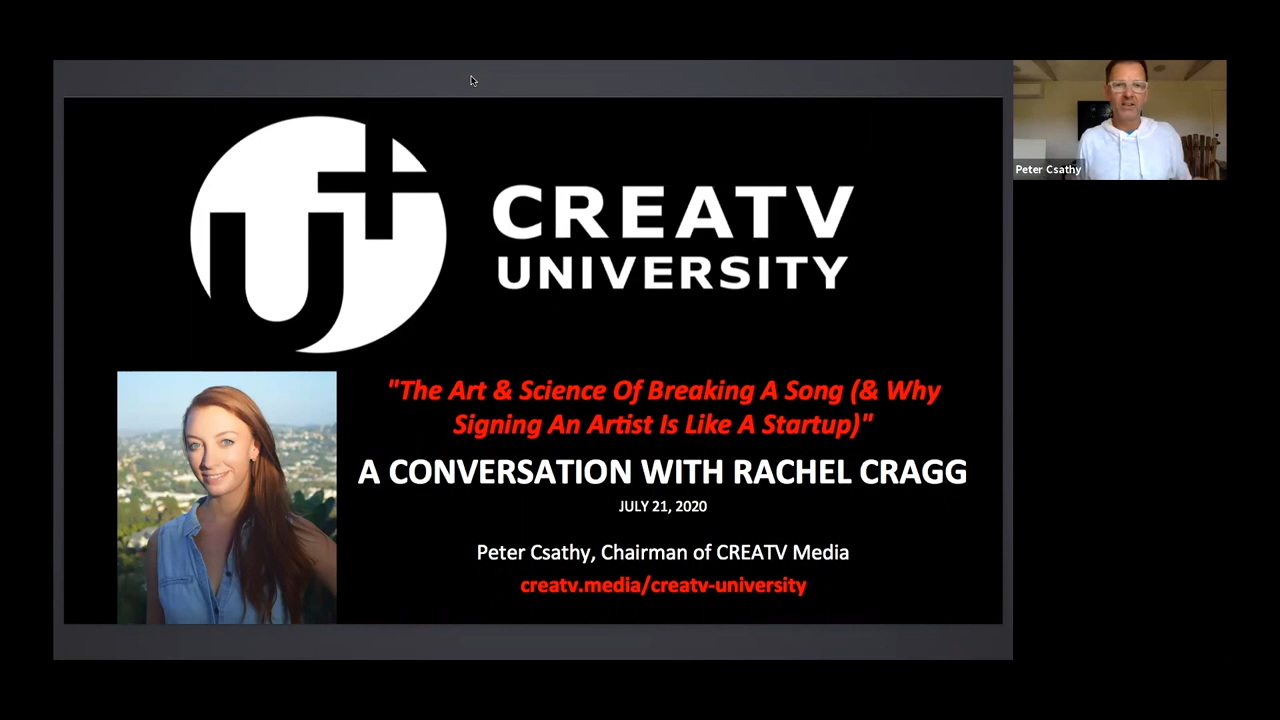 U+
CREATV
UNIVERSITY
Peter Csathy
"The Art & Science Of Breaking A Song (& Why
Signing An Artist Is Like A Startup)"
A CONVERSATION WITH RACHEL CRAGG
JULY 21, 2020
Peter Csathy, Chairman of CREATV Media
creatv.media/creatv-university